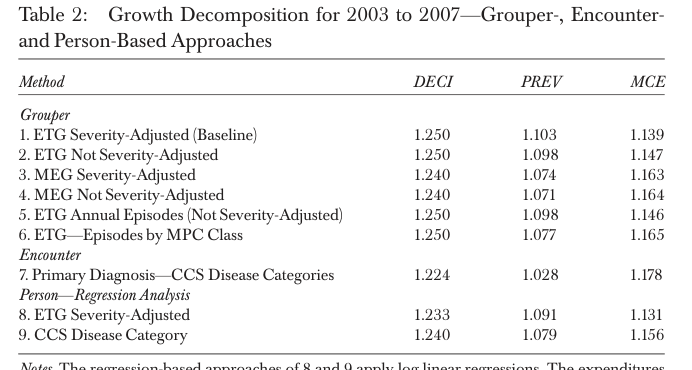 Table 2: Growth Decomposition for 2003 to 2007—Grouper-, Encounter-
and Person-Based Approaches
Method DECI PREV MCE
Grouper
1. ETG Severity-Adjusted (Baseline) 1.250 1.103 1.139
2. ETG Not Severity-Adjusted 1.250 1.098 1.147
3. MEG Severity-Adjusted 1.240 1.074 1.163
4. MEG Not Severity-Adjusted 1.240 1.071 1.164
5. ETG Annual Episodes (Not Severity-Adjusted) 1.250 1.098 1.146
6. ETG—Episodes by MPC Class 1.250 1.077 1.165
Encounter
7. Primary Diagnosis—CCS Disease Categories 1.224 1.028 1.178
Person—Regression Analysis
8. ETG Severity-Adjusted 1.233 1.091 1.131
9. CCS Disease Category 1.240 1.079 1.156
Notes. The regression-based approaches of 8 and 9 apply log linear regressions. The expenditures